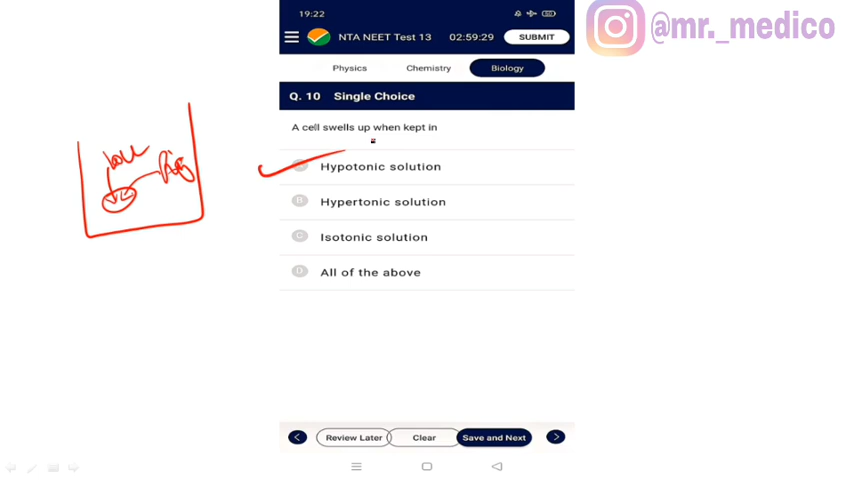 @mr._medico
19:22
NTA NEET Test 13 02:59:29 SUBMIT
Physics Chemistry Biology
Q. 10 Single Choice
A cell swells up when kept in
Hypotonic solution
B Hypertonic solution
C Isotonic solution
D All of the above
Review Later Clear Save and Next